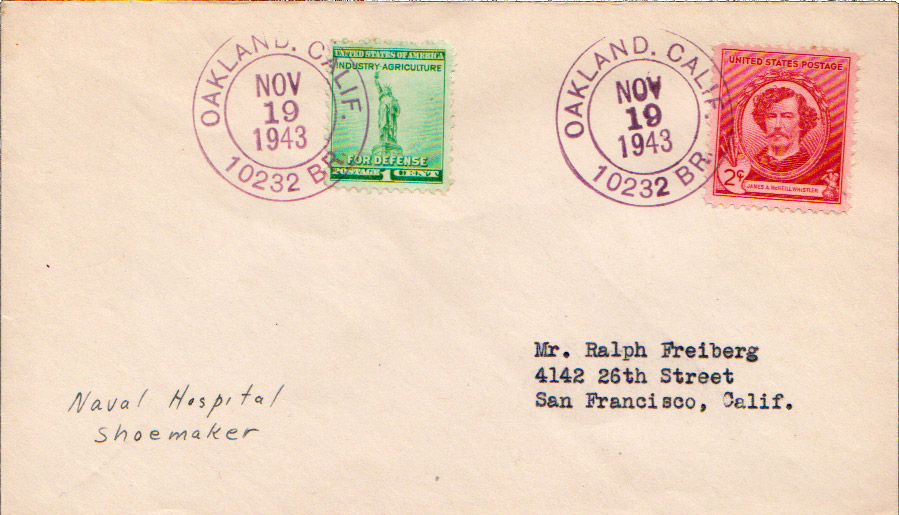 OAKLAND. CALIF.
NOV
19
1943
10232 BR.
UNITED STATES OF AMERICA
INDUSTRY·AGRICULTURE
FOR DEFENSE
POSTAGE 1 CENT
OAKLAND. CALIF.
NOV
19
1943
10232 BR.
UNITED STATES POSTAGE
2¢
JAMES A. McNEILL WHISTLER
Mr. Ralph Freiberg
4142 26th Street
San Francisco, Calif.
Naval Hospital
Shoemaker